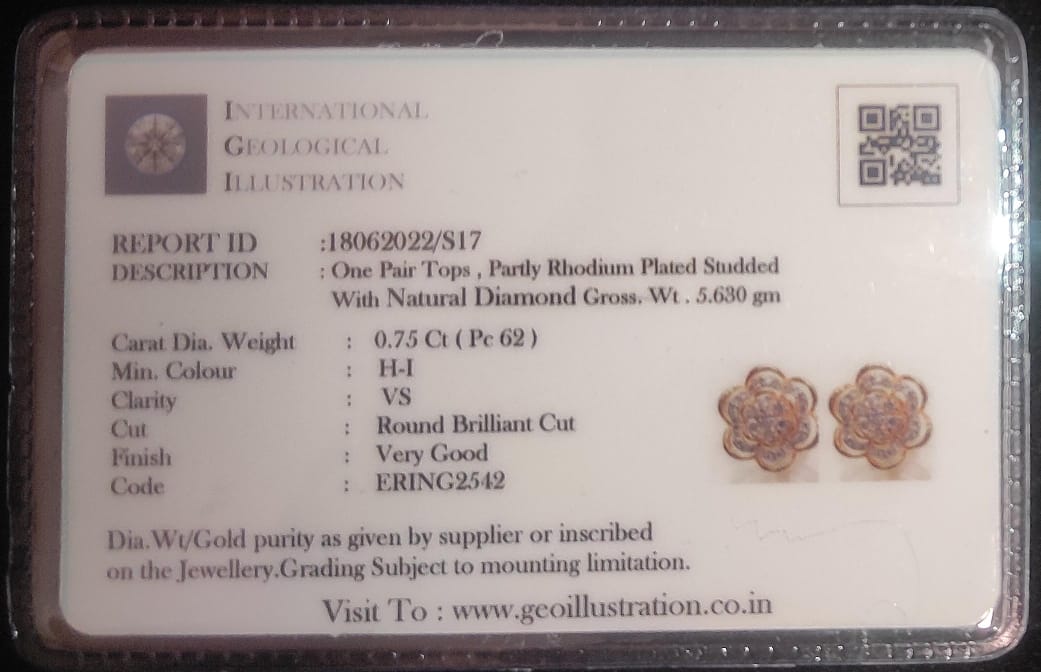 INTERNATIONAL
GEOLOGICAL
ILLUSTRATION
REPORT ID :18062022/S17
DESCRIPTION : One Pair Tops , Partly Rhodium Plated Studded
With Natural Diamond Gross. Wt . 5.630 gm
Carat Dia. Weight : 0.75 Ct ( Pc 62 )
Min. Colour : H-I
Clarity : VS
Cut : Round Brilliant Cut
Finish : Very Good
Code : ERING2542
Dia.Wt/Gold purity as given by supplier or inscribed
on the Jewellery.Grading Subject to mounting limitation.
Visit To : www.geoillustration.co.in